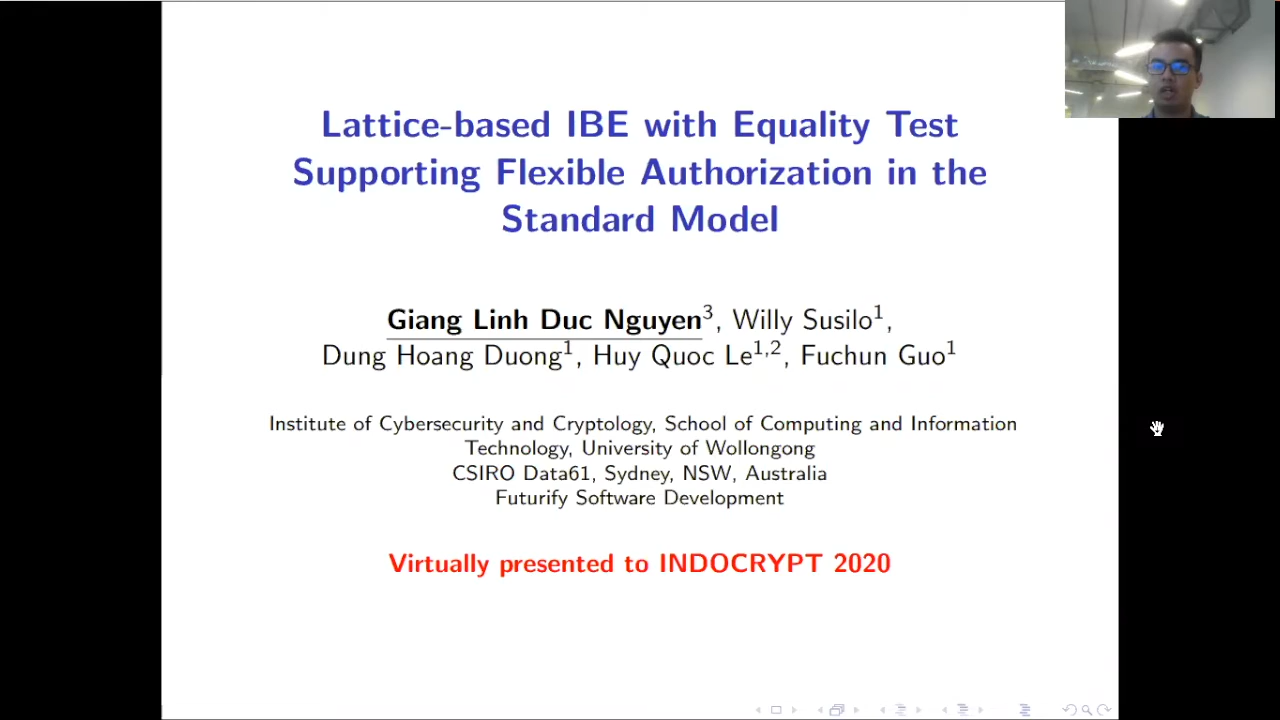 Lattice-based IBE with Equality Test
Supporting Flexible Authorization in the
Standard Model
Giang Linh Duc Nguyen³, Willy Susilo¹,
Dung Hoang Duong¹, Huy Quoc Le¹,², Fuchun Guo¹
Institute of Cybersecurity and Cryptology, School of Computing and Information
Technology, University of Wollongong
CSIRO Data61, Sydney, NSW, Australia
Futurify Software Development
Virtually presented to INDOCRYPT 2020